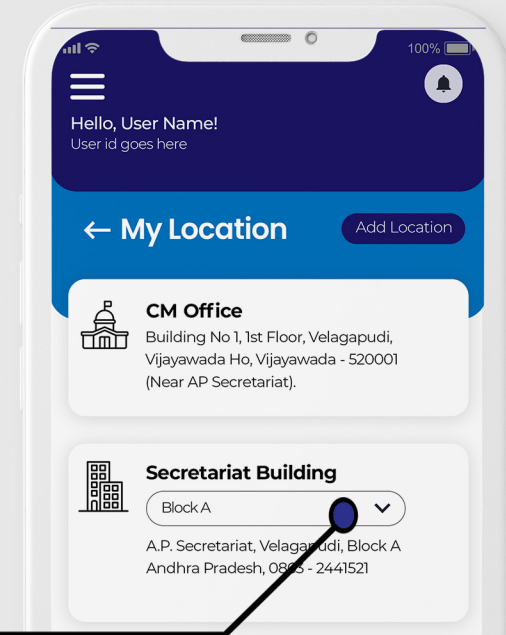 100%
Hello, User Name!
User id goes here
← My Location
Add Location
CM Office
Building No 1, 1st Floor, Velagapudi,
Vijayawada Ho, Vijayawada - 520001
(Near AP Secretariat).
Secretariat Building
Block A
A.P. Secretariat, Velagapudi, Block A
Andhra Pradesh, - 2441521